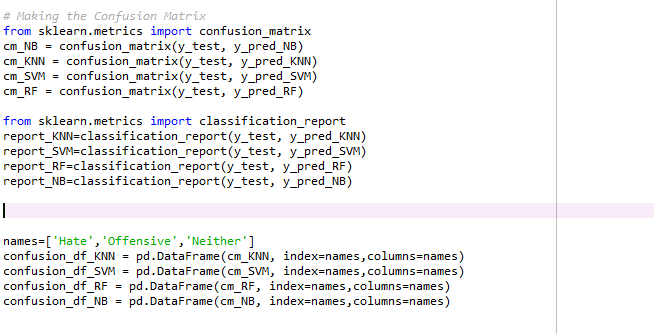 # Making the Confusion Matrix
from sklearn.metrics import confusion_matrix
cm_NB = confusion_matrix(y_test, y_pred_NB)
cm_KNN = confusion_matrix(y_test, y_pred_KNN)
cm_SVM = confusion_matrix(y_test, y_pred_SVM)
cm_RF = confusion_matrix(y_test, y_pred_RF)
from sklearn.metrics import classification_report
report_KNN=classification_report(y_test, y_pred_KNN)
report_SVM=classification_report(y_test, y_pred_SVM)
report_RF=classification_report(y_test, y_pred_RF)
report_NB=classification_report(y_test, y_pred_NB)
names=['Hate','Offensive','Neither']
confusion_df_KNN = pd.DataFrame(cm_KNN, index=names,columns=names)
confusion_df_SVM = pd.DataFrame(cm_SVM, index=names,columns=names)
confusion_df_RF = pd.DataFrame(cm_RF, index=names,columns=names)
confusion_df_NB = pd.DataFrame(cm_NB, index=names,columns=names)